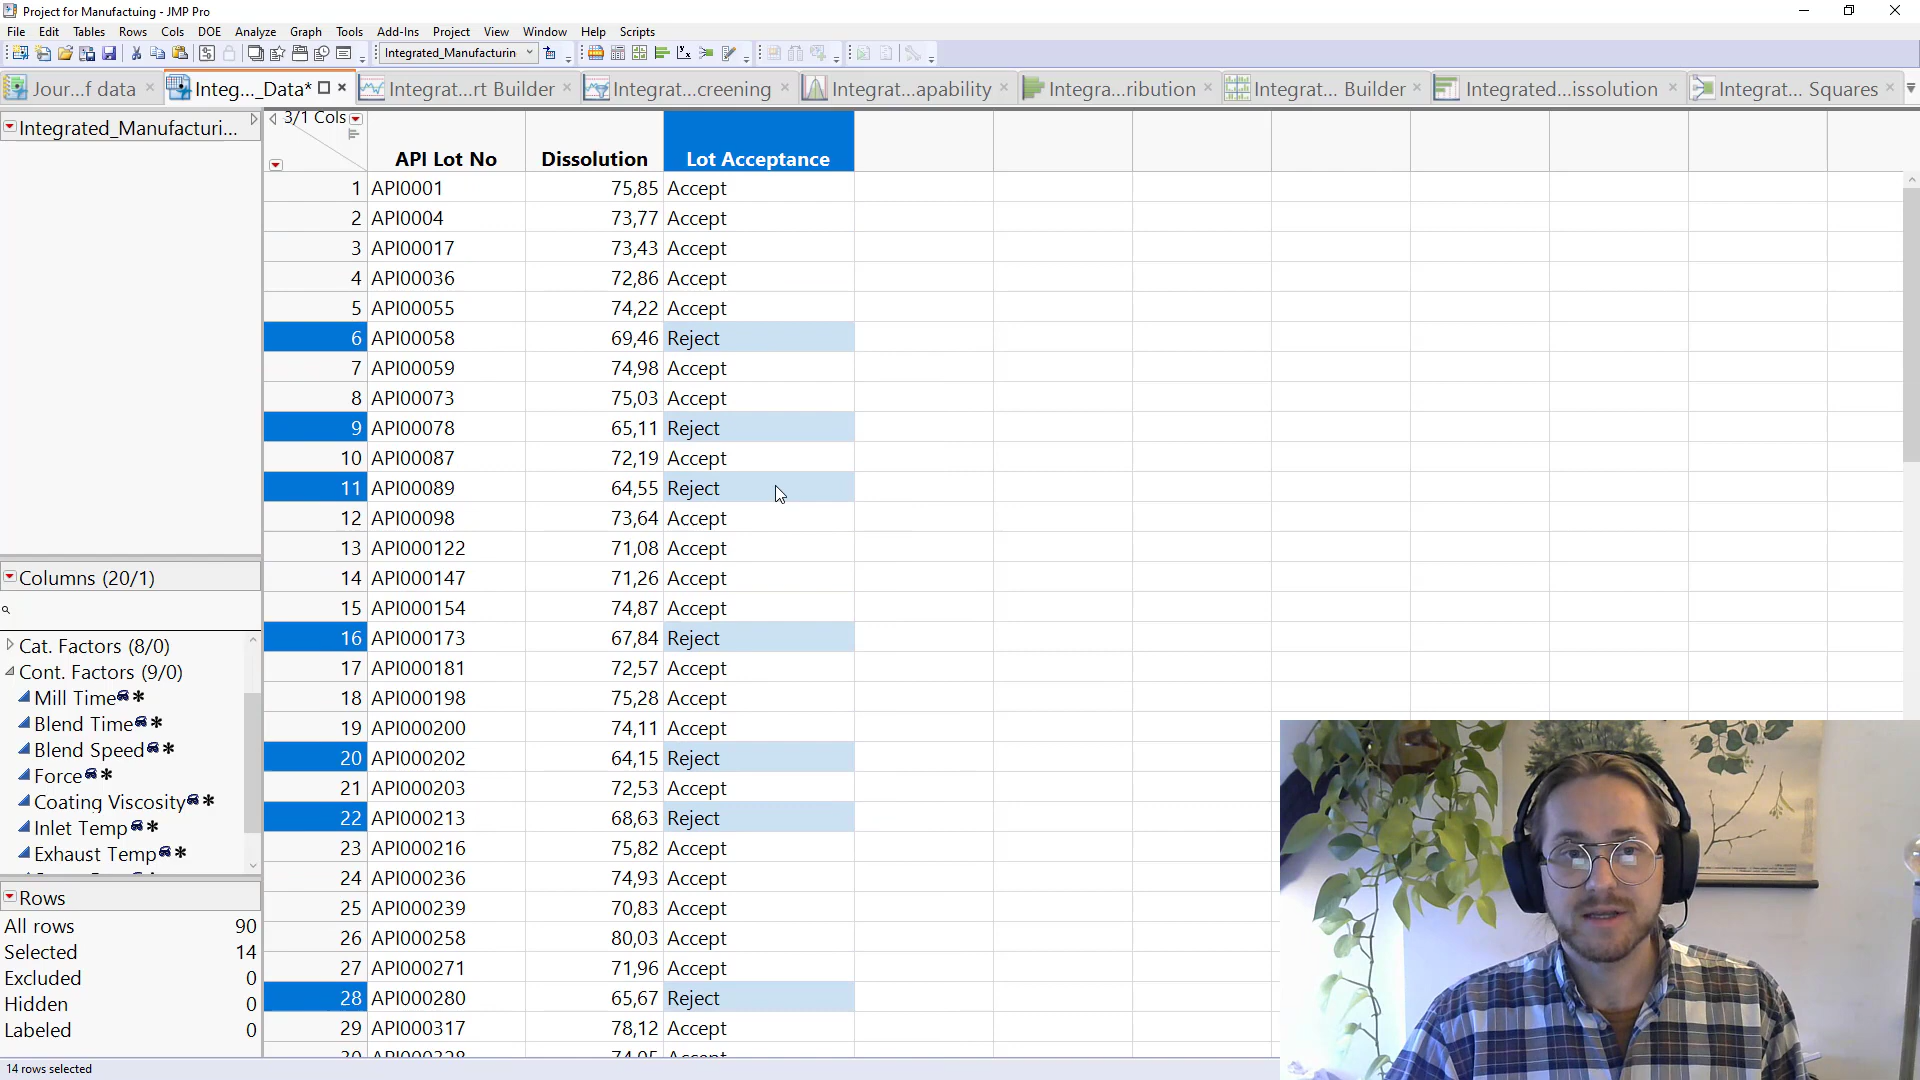 Project for Manufactuing - JMP Pro
File Edit Tables Rows Cols DOE Analyze Graph Tools Add-Ins Project View Window Help Scripts
Integrated_Manufacturin
Jour...f data Integ..._Data* Integrat...rt Builder Integrat...creening Integrat...apability Integra...ribution Integrat... Builder Integrated...issolution Integrat... Squares
Integrated_Manufacturi...
3/1 Cols
API Lot No Dissolution Lot Acceptance
1 API0001 75,85 Accept
2 API0004 73,77 Accept
3 API00017 73,43 Accept
4 API00036 72,86 Accept
5 API00055 74,22 Accept
6 API00058 69,46 Reject
7 API00059 74,98 Accept
8 API00073 75,03 Accept
9 API00078 65,11 Reject
10 API00087 72,19 Accept
11 API00089 64,55 Reject
12 API00098 73,64 Accept
13 API000122 71,08 Accept
14 API000147 71,26 Accept
15 API000154 74,87 Accept
16 API000173 67,84 Reject
17 API000181 72,57 Accept
18 API000198 75,28 Accept
19 API000200 74,11 Accept
20 API000202 64,15 Reject
21 API000203 72,53 Accept
22 API000213 68,63 Reject
23 API000216 75,82 Accept
24 API000236 74,93 Accept
25 API000239 70,83 Accept
26 API000258 80,03 Accept
27 API000271 71,96 Accept
28 API000280 65,67 Reject
29 API000317 78,12 Accept
30 API000328 74,05 Accept
Columns (20/1)
Cat. Factors (8/0)
Cont. Factors (9/0)
Mill Time
Blend Time
Blend Speed
Force
Coating Viscosity
Inlet Temp
Exhaust Temp
Rows
All rows 90
Selected 14
Excluded 0
Hidden 0
Labeled 0
14 rows selected